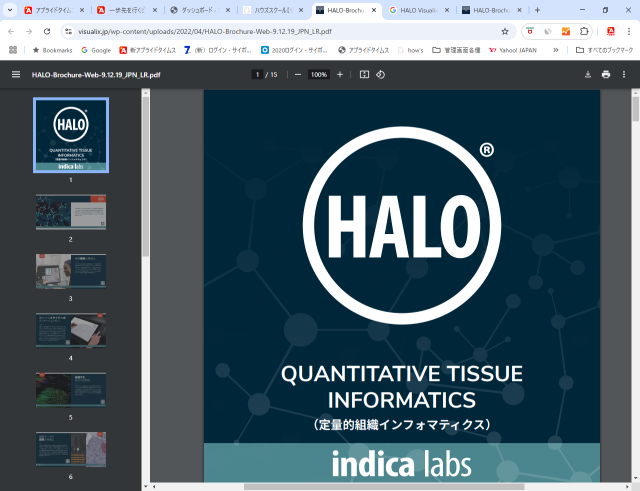 アプライドタイム
一歩先を行くビ
ダッシュボード -
ハウズスクール(
HALO-Brochure
HALO Visualix
HALO-Brochure
visualix.jp/wp-content/uploads/2022/04/HALO-Brochure-Web-9.12.19_JPN_LR.pdf
Bookmarks
Google
新アプライドタイムス
(新) ログイン - サイボ...
2020ログイン - サイボ...
アプライドタイムス
how's
管理画面各種
Yahoo! JAPAN
»
すべてのブックマーク
HALO-Brochure-Web-9.12.19_JPN_LR.pdf
1 / 15
100%
HALO
QUANTITATIVE TISSUE
INFORMATICS
indica labs
1
2
3
4
5
6
HALO
®
QUANTITATIVE TISSUE
INFORMATICS
(定量的組織インフォマティクス)
indica labs